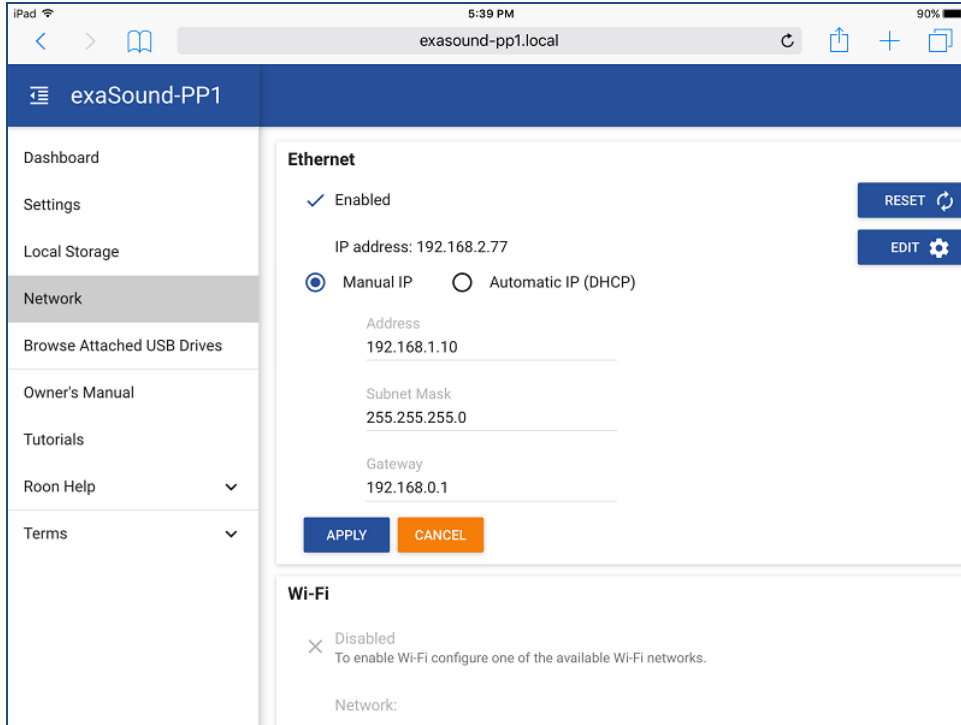 iPad 5:39 PM 90%
exasound-pp1.local
exaSound-PP1
Dashboard
Settings
Local Storage
Network
Browse Attached USB Drives
Owner's Manual
Tutorials
Roon Help
Terms
Ethernet
Enabled
RESET
IP address: 192.168.2.77
EDIT
Manual IP Automatic IP (DHCP)
Address
192.168.1.10
Subnet Mask
255.255.255.0
Gateway
192.168.0.1
APPLY CANCEL
Wi-Fi
Disabled
To enable Wi-Fi configure one of the available Wi-Fi networks.
Network: